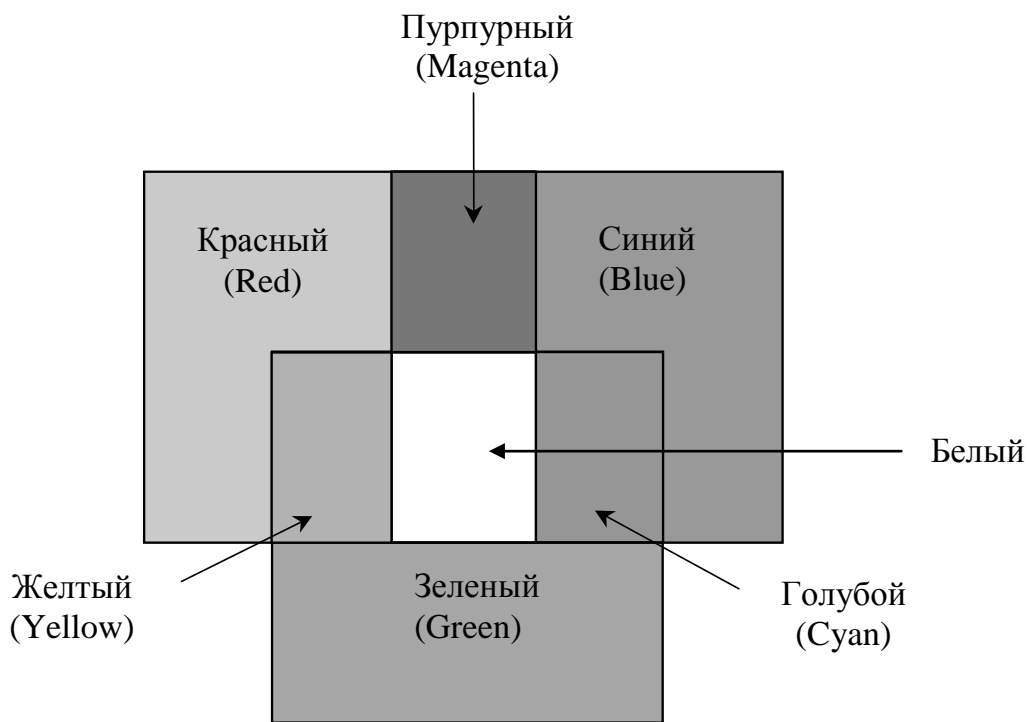 Пурпурный
(Magenta)
Красный
(Red)
Синий
(Blue)
Белый
Желтый
(Yellow)
Зеленый
(Green)
Голубой
(Cyan)